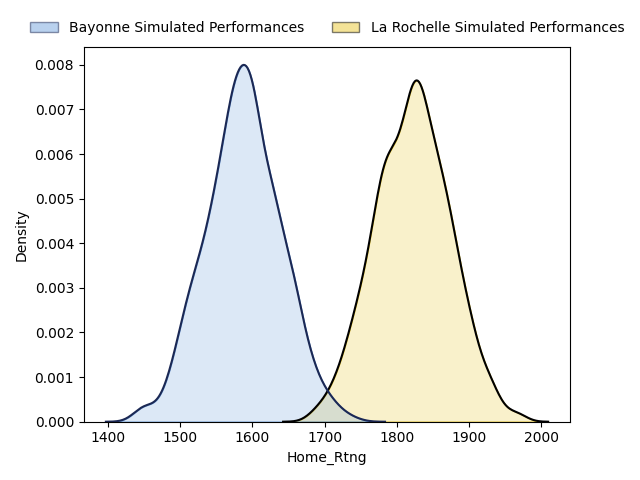 Bayonne Simulated Performances
La Rochelle Simulated Performances
0.008
0.007
0.006
0.005
0.004
0.003
0.002
0.001
0.000
Density
1400 1500 1600 1700 1800 1900 2000
Home_Rtng